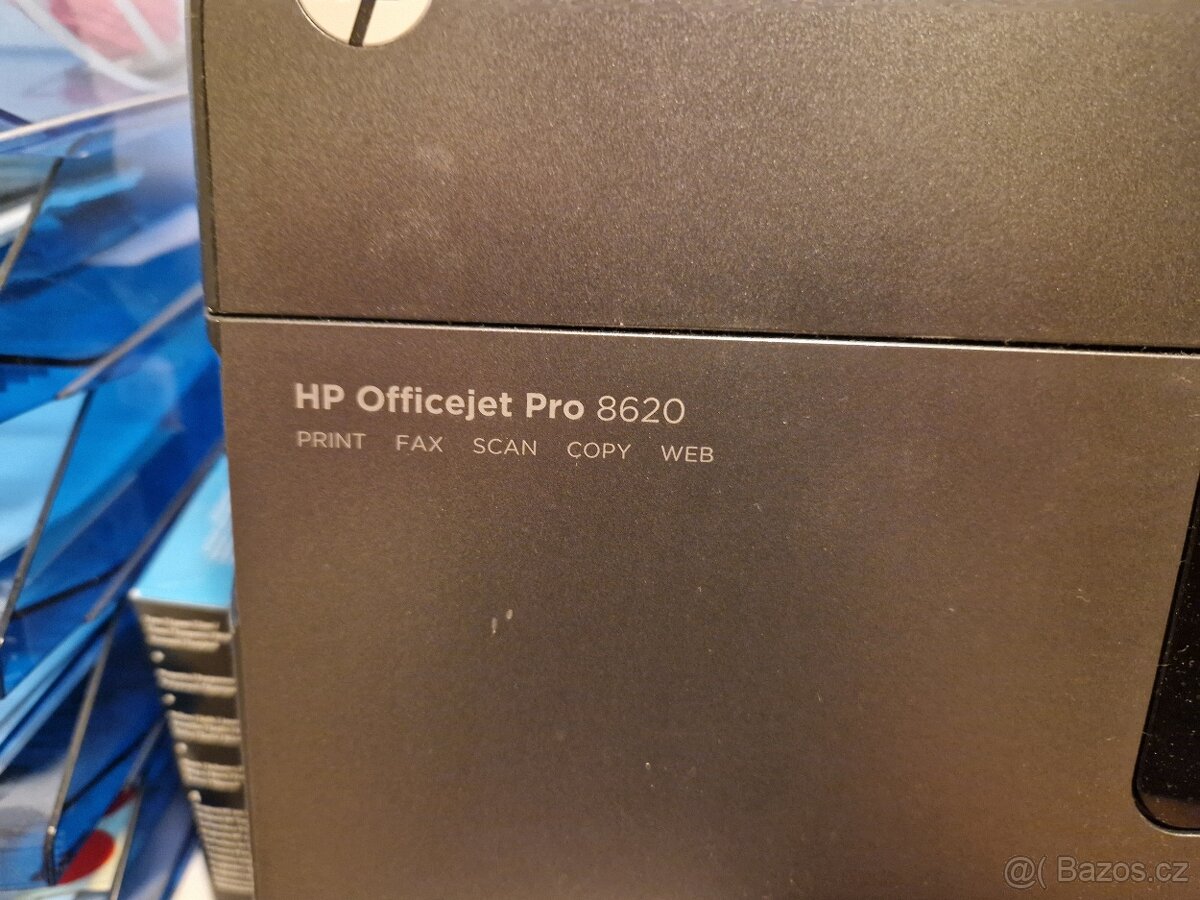 HP Officejet Pro 8620
PRINT FAX SCAN COPY WEB
@( Bazos.cz